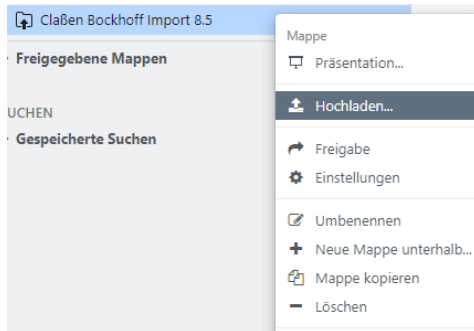 Claßen Bockhoff Import 8.5
Freigegebene Mappen
UCHEN
Gespeicherte Suchen
Mappe
Präsentation...
Hochladen...
Freigabe
Einstellungen
Umbenennen
Neue Mappe unterhalb...
Mappe kopieren
Löschen